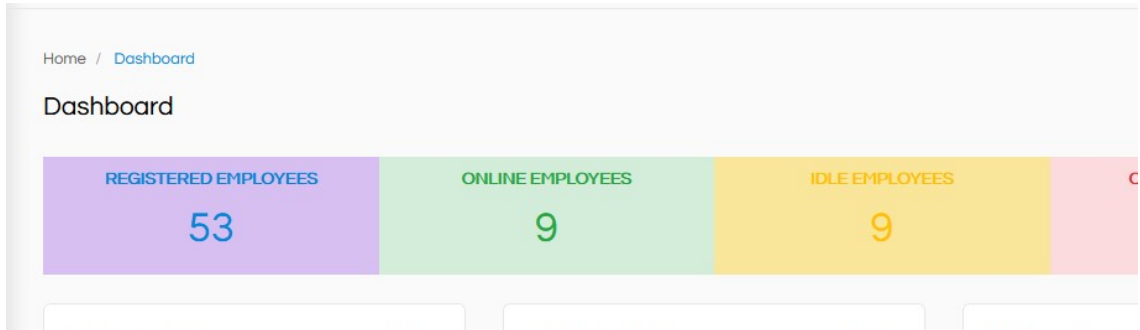 Home / Dashboard
Dashboard
REGISTERED EMPLOYEES
53
ONLINE EMPLOYEES
9
IDLE EMPLOYEES
9